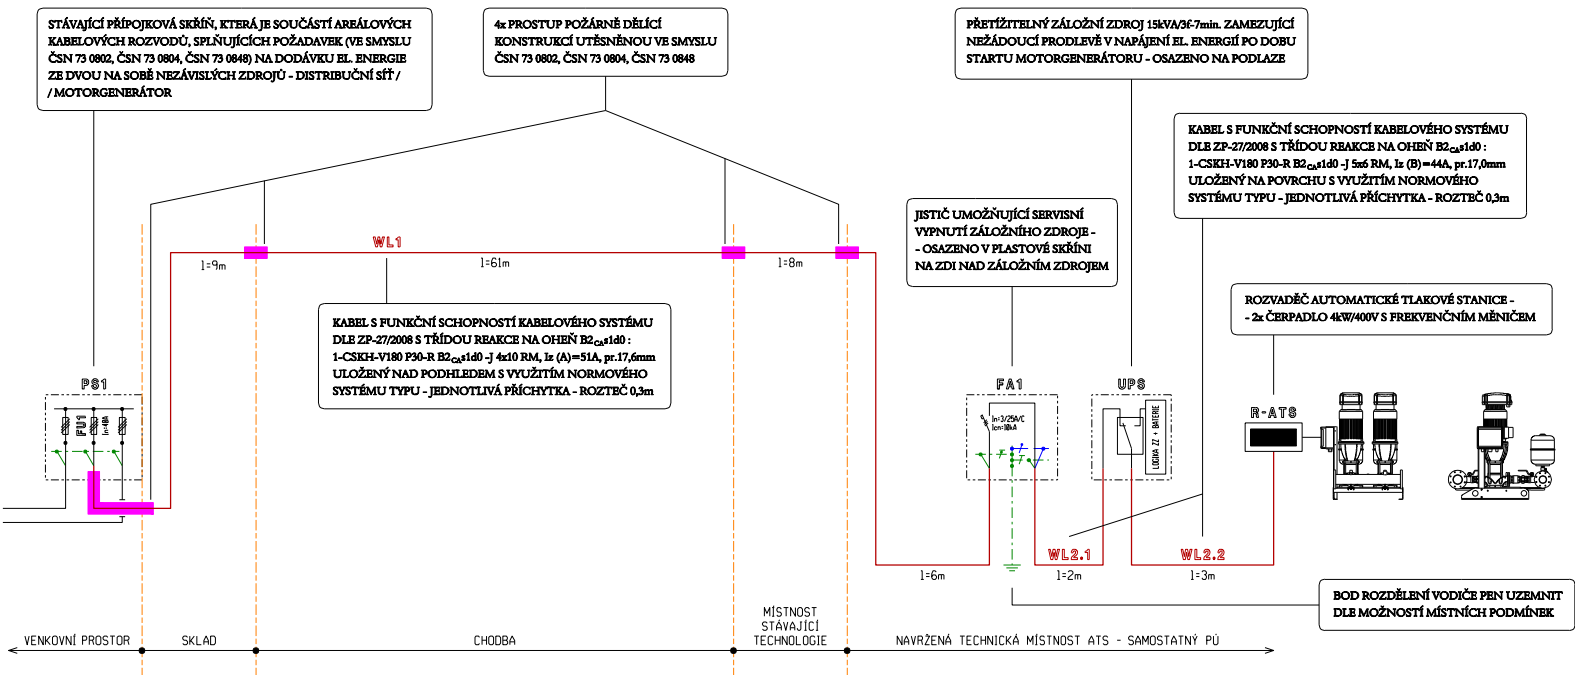 STÁVAJÍCÍ PŘÍPOJKOVÁ SKŘÍŇ, KTERÁ JE SOUČÁSTÍ AREÁLOVÝCH
KABELOVÝCH ROZVODŮ, SPLŇUJÍCÍCH POŽADAVEK (VE SMYSLU
ČSN 73 0802, ČSN 73 0804, ČSN 73 0848) NA DODÁVKU EL. ENERGIE
ZE DVOU NA SOBĚ NEZÁVISLÝCH ZDROJŮ - DISTRIBUČNÍ SÍŤ /
/ MOTORGENERÁTOR
4x PROSTUP POŽÁRNĚ DĚLÍCÍ
KONSTRUKCÍ UTĚSNĚNOU VE SMYSLU
ČSN 73 0802, ČSN 73 0804, ČSN 73 0848
PŘETÍŽITELNÝ ZÁLOŽNÍ ZDROJ 15kVA/3f-7min. ZAMEZUJÍCÍ
NEŽÁDOUCÍ PRODLEVĚ V NAPÁJENÍ EL. ENERGIÍ PO DOBU
STARTU MOTORGENERÁTORU - OSAZENO NA PODLAZE
KABEL S FUNKČNÍ SCHOPNOSTÍ KABELOVÉHO SYSTÉMU
DLE ZP-27/2008 S TŘÍDOU REAKCE NA OHEŇ B2CAs1d0 :
1-CSKH-V180 P30-R B2CAs1d0 -J 5x6 RM, Iz (B)=44A, pr.17,0mm
ULOŽENÝ NA POVRCHU S VYUŽITÍM NORMOVÉHO
SYSTÉMU TYPU - JEDNOTLIVÁ PŘÍCHYTKA - ROZTEČ 0,3m
JISTIČ UMOŽŇUJÍCÍ SERVISNÍ
VYPNUTÍ ZÁLOŽNÍHO ZDROJE -
- OSAZENO V PLASTOVÉ SKŘÍNI
NA ZDI NAD ZÁLOŽNÍM ZDROJEM
WL1
l=9m
l=61m
l=8m
ROZVADĚČ AUTOMATICKÉ TLAKOVÉ STANICE -
- 2x ČERPADLO 4kW/400V S FREKVENČNÍM MĚNIČEM
KABEL S FUNKČNÍ SCHOPNOSTÍ KABELOVÉHO SYSTÉMU
DLE ZP-27/2008 S TŘÍDOU REAKCE NA OHEŇ B2CAs1d0 :
1-CSKH-V180 P30-R B2CAs1d0 -J 4x10 RM, Iz (A)=51A, pr.17,6mm
ULOŽENÝ NAD PODHLEDEM S VYUŽITÍM NORMOVÉHO
SYSTÉMU TYPU - JEDNOTLIVÁ PŘÍCHYTKA - ROZTEČ 0,3m
PS1
FU1
In=40A
FA1
In=3/25A/C
Icn=10kA
UPS
LOGIKA ZZ + BATERIE
R-ATS
WL2.1
WL2.2
l=6m
l=2m
l=3m
BOD ROZDĚLENÍ VODIČE PEN UZEMNIT
DLE MOŽNOSTÍ MÍSTNÍCH PODMÍNEK
VENKOVNÍ PROSTOR
SKLAD
CHODBA
MÍSTNOST
STÁVAJÍCÍ
TECHNOLOGIE
NAVRŽENÁ TECHNICKÁ MÍSTNOST ATS - SAMOSTATNÝ PÚ